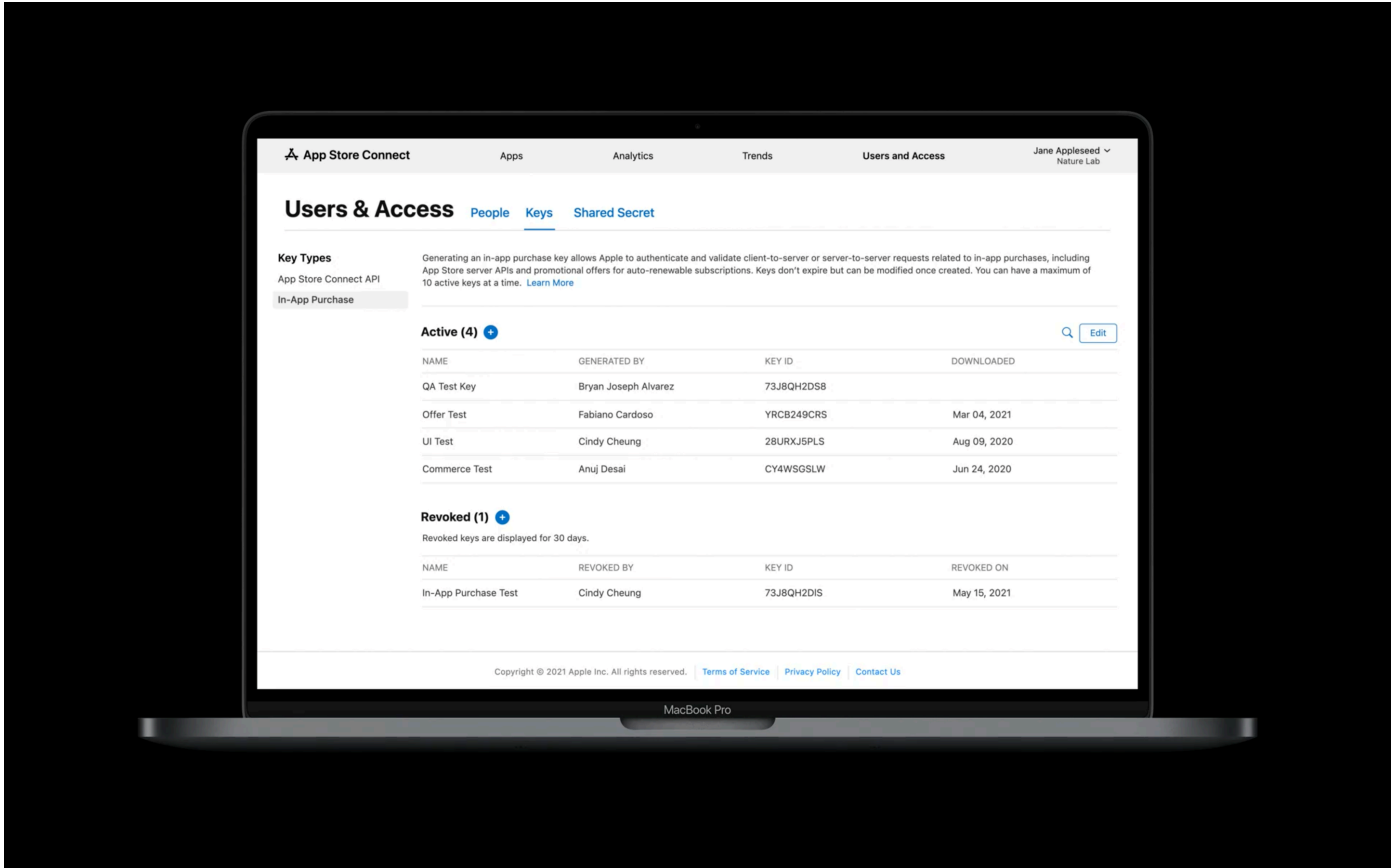 App Store Connect Apps Analytics Trends Users and Access Jane Appleseed
Nature Lab
Users & Access People Keys Shared Secret
Key Types
App Store Connect API
In-App Purchase
Generating an in-app purchase key allows Apple to authenticate and validate client-to-server or server-to-server requests related to in-app purchases, including
App Store server APIs and promotional offers for auto-renewable subscriptions. Keys don't expire but can be modified once created. You can have a maximum of
10 active keys at a time. Learn More
Active (4) Edit
NAME GENERATED BY KEY ID DOWNLOADED
QA Test Key Bryan Joseph Alvarez 73J8QH2DS8
Offer Test Fabiano Cardoso YRCB249CRS Mar 04, 2021
UI Test Cindy Cheung 28URXJ5PLS Aug 09, 2020
Commerce Test Anuj Desai CY4WSGSLW Jun 24, 2020
Revoked (1)
Revoked keys are displayed for 30 days.
NAME REVOKED BY KEY ID REVOKED ON
In-App Purchase Test Cindy Cheung 73J8QH2DIS May 15, 2021
Copyright © 2021 Apple Inc. All rights reserved. Terms of Service Privacy Policy Contact Us
MacBook Pro